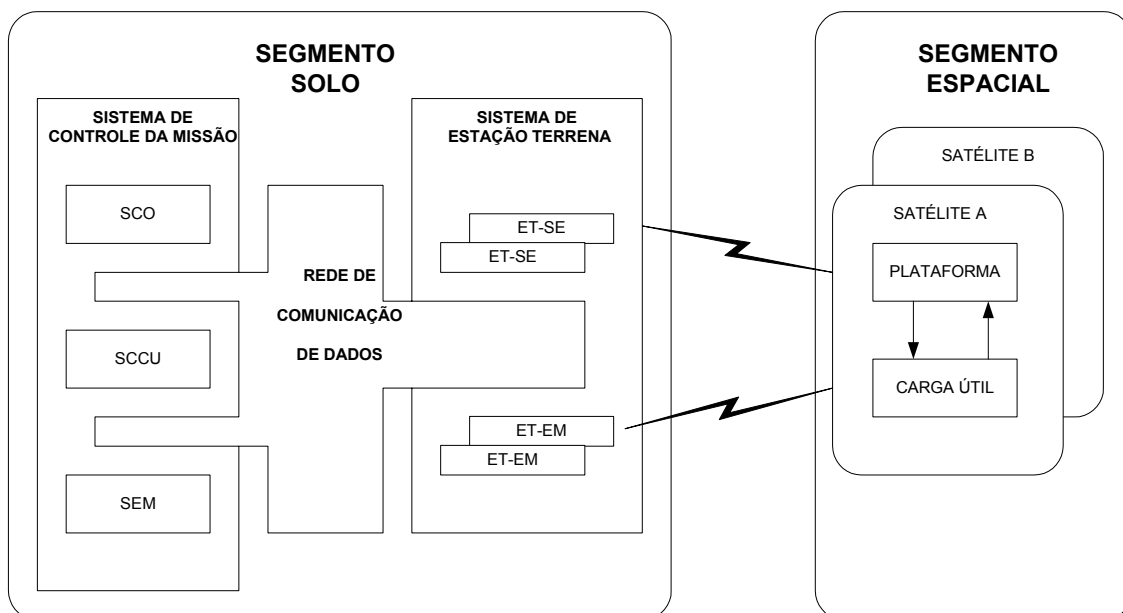 SEGMENTO
SOLO
SISTEMA DE
CONTROLE DA MISSÃO
SCO
SCCU
SEM
REDE DE
COMUNICAÇÃO
DE DADOS
SISTEMA DE
ESTAÇÃO TERRENA
ET-SE
ET-SE
ET-EM
ET-EM
SEGMENTO
ESPACIAL
SATÉLITE B
SATÉLITE A
PLATAFORMA
CARGA ÚTIL